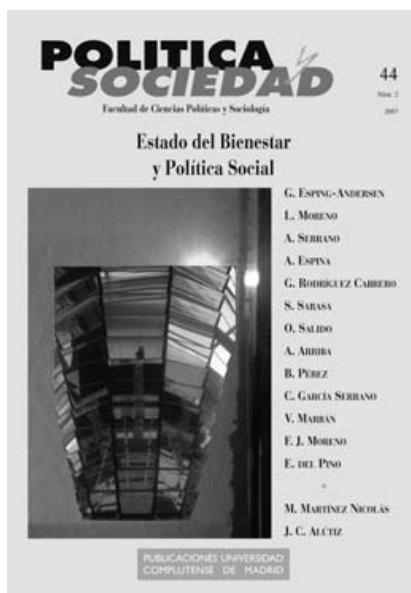 POLITICA
y
SOCIEDAD
Facultad de Ciencias Políticas y Sociología
44
Núm. 2
2007
Estado del Bienestar
y Política Social
G. Esping-Andersen
L. Moreno
A. Serrano
A. Espina
G. Rodríguez Cabrero
S. Sarasa
O. Salido
A. Arriba
B. Pérez
C. García Serrano
V. Marbán
F. J. Moreno
E. del Pino
*
M. Martínez Nicolás
J. C. Alútiz
PUBLICACIONES UNIVERSIDAD
COMPLUTENSE DE MADRID